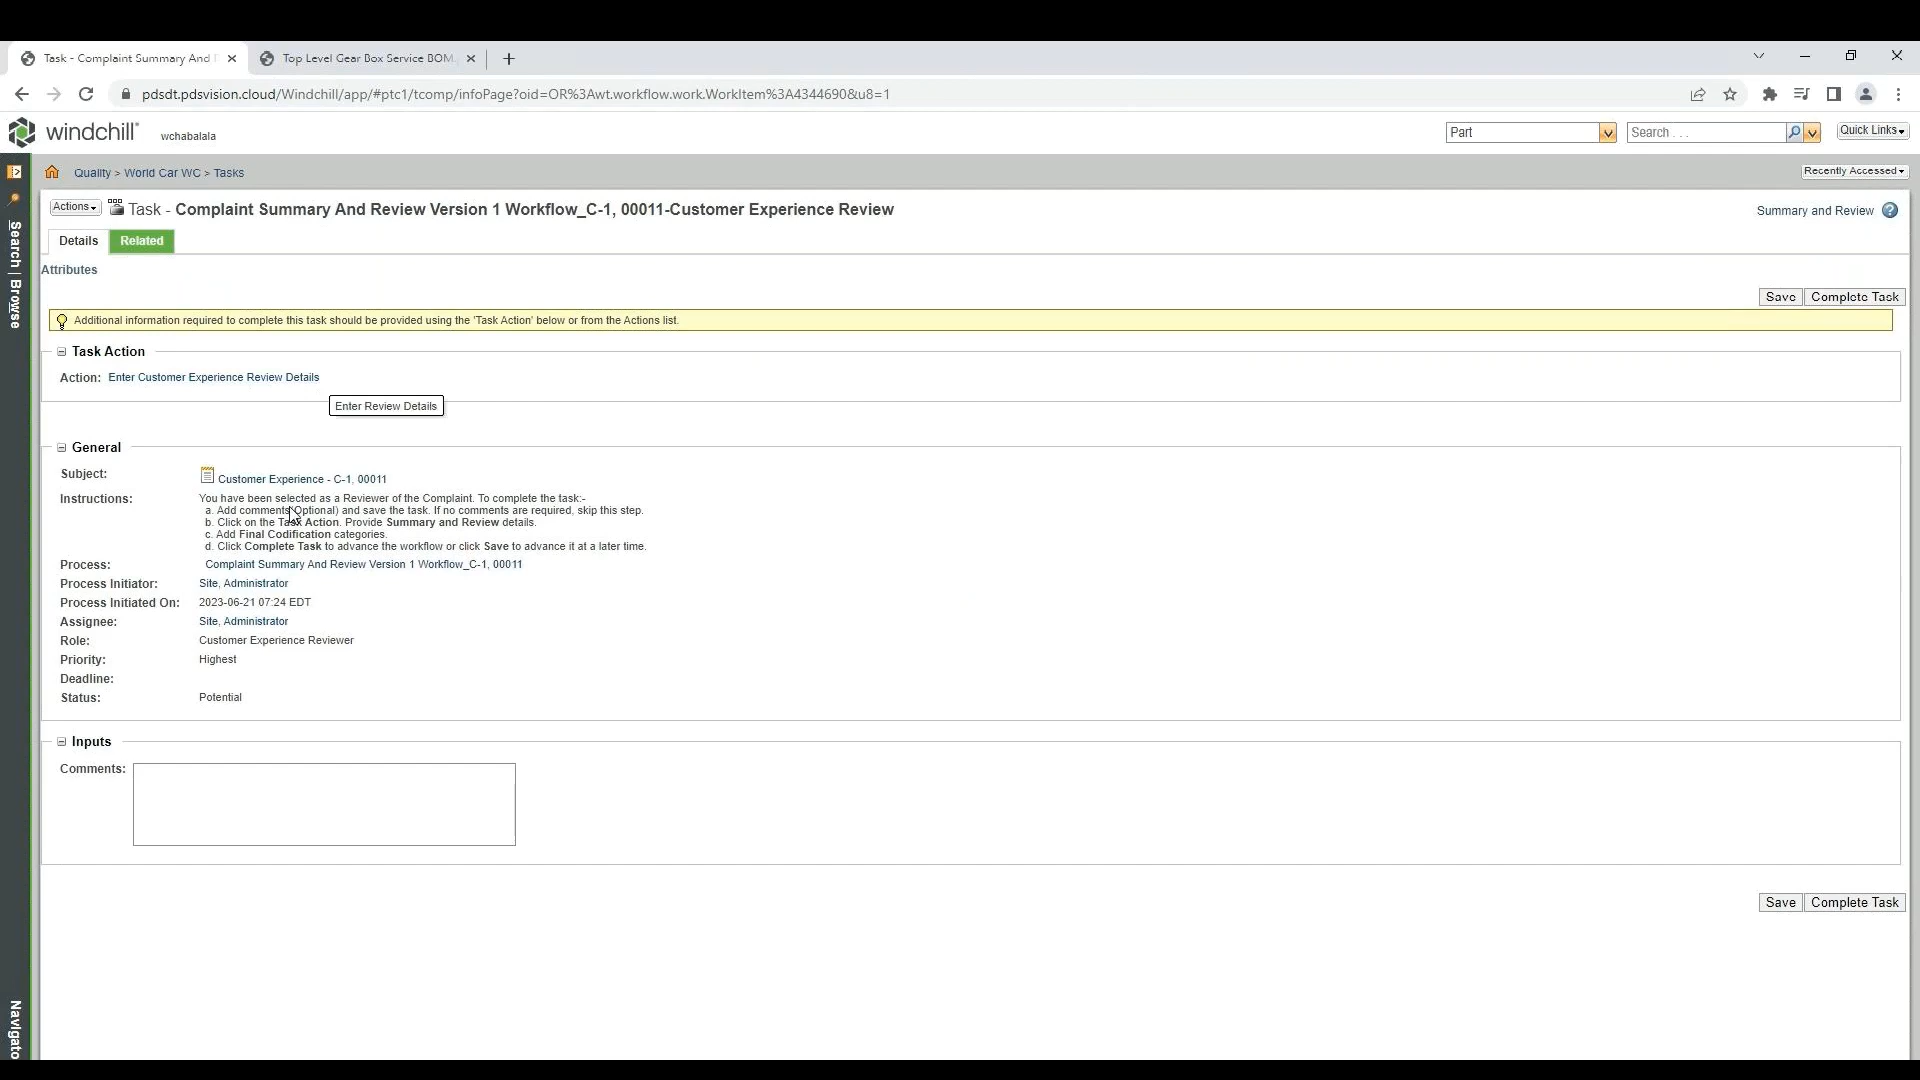 Task - Complaint Summary And
Top Level Gear Box Service BOM
pdsdt.pdsvision.cloud/Windchill/app/#ptc1/tcomp/infoPage?oid=OR%3Awt.workflow.work.WorkItem%3A4344690&u8=1
windchill wchabalala
Part
Search . . .
Quick Links
Quality > World Car WC > Tasks
Recently Accessed
Actions Task - Complaint Summary And Review Version 1 Workflow_C-1, 00011-Customer Experience Review
Summary and Review
Details Related
Search | Browse
Attributes
Save Complete Task
Additional information required to complete this task should be provided using the 'Task Action' below or from the Actions list.
Task Action
Action: Enter Customer Experience Review Details
Enter Review Details
General
Subject: Customer Experience - C-1, 00011
Instructions: You have been selected as a Reviewer of the Complaint. To complete the task:-
a. Add comments(Optional) and save the task. If no comments are required, skip this step.
b. Click on the Task Action. Provide Summary and Review details.
c. Add Final Codification categories.
d. Click Complete Task to advance the workflow or click Save to advance it at a later time.
Process: Complaint Summary And Review Version 1 Workflow_C-1, 00011
Process Initiator: Site, Administrator
Process Initiated On: 2023-06-21 07:24 EDT
Assignee: Site, Administrator
Role: Customer Experience Reviewer
Priority: Highest
Deadline:
Status: Potential
Inputs
Comments:
Save Complete Task
Navigato